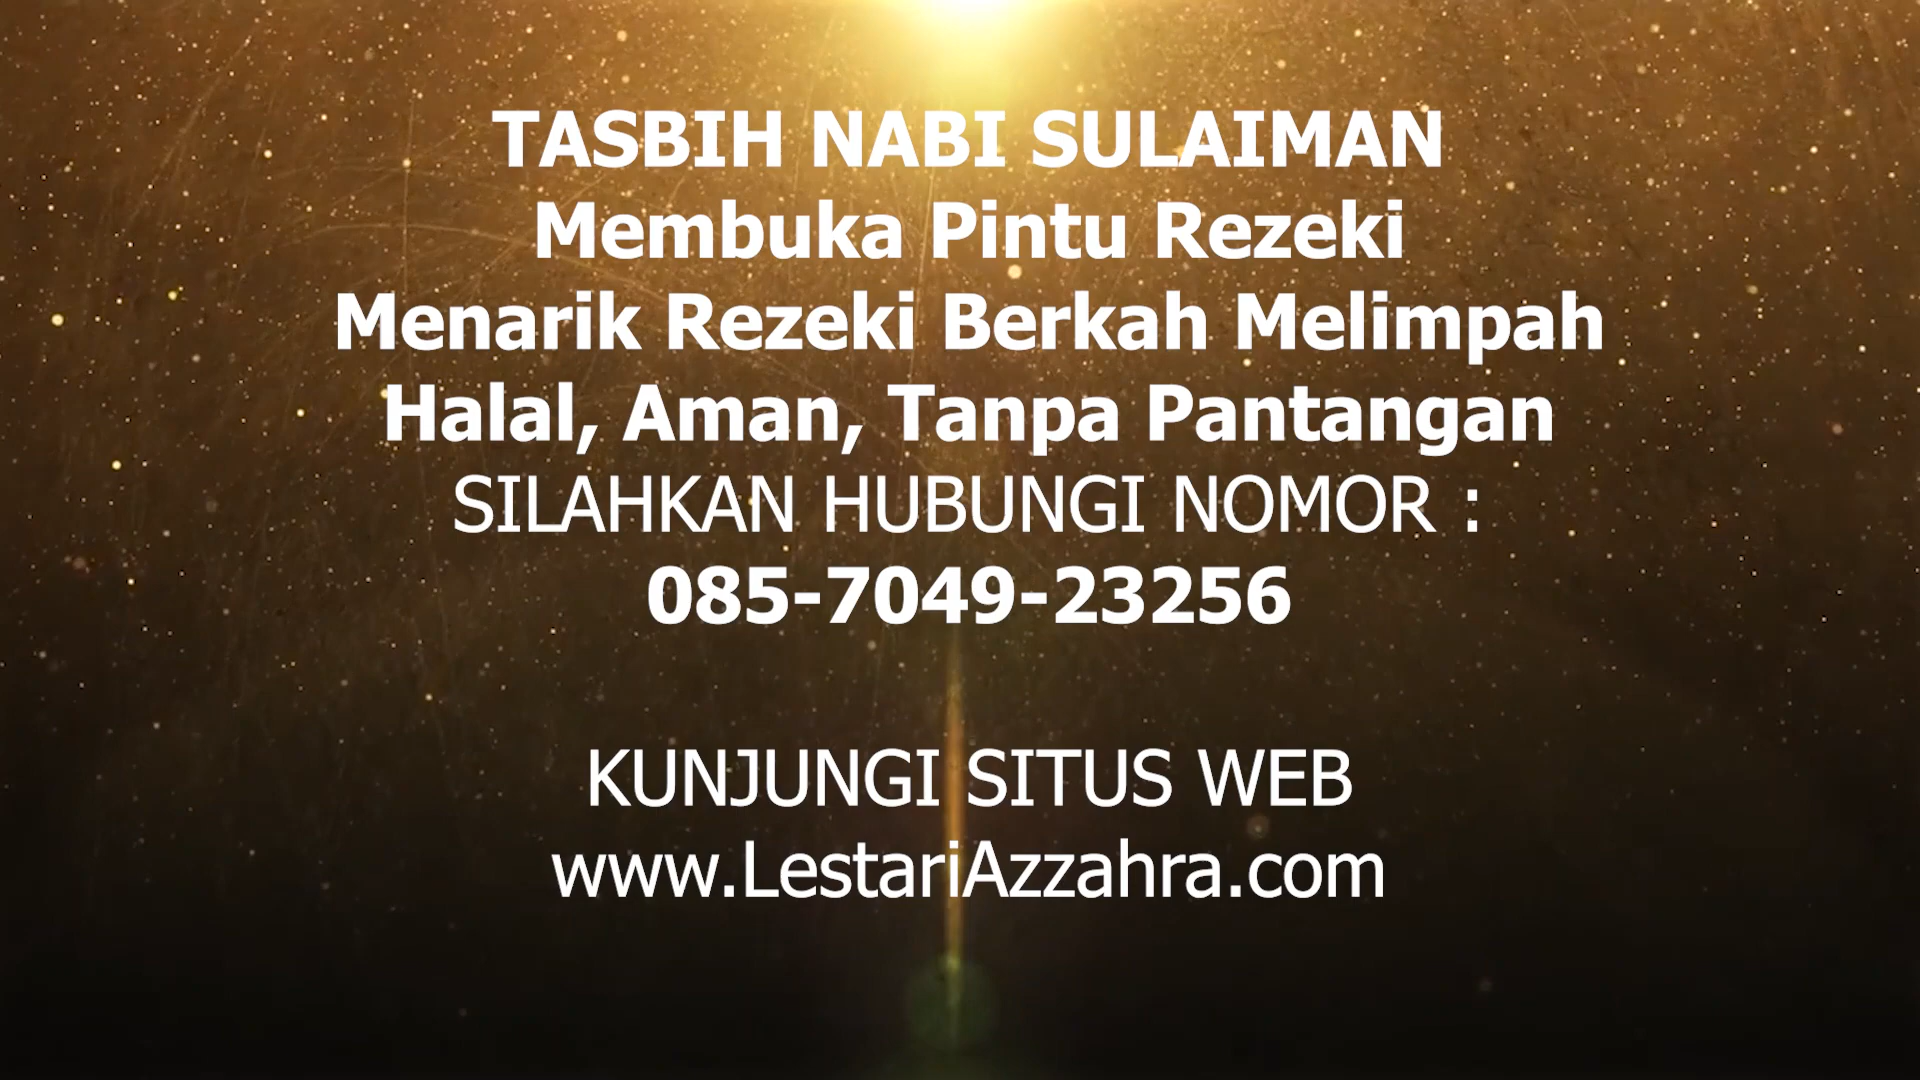 TASBIH NABI SULAIMAN
Membuka Pintu Rezeki
Menarik Rezeki Berkah Melimpah
Halal, Aman, Tanpa Pantangan
SILAHKAN HUBUNGI NOMOR :
085-7049-23256
KUNJUNGI SITUS WEB
www.LestariAzzahra.com